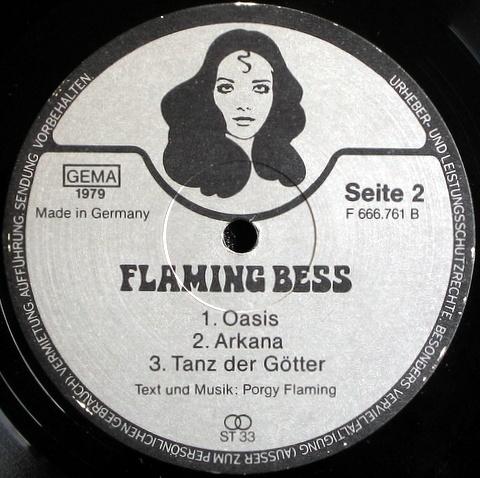 URHEBER- UND LEISTUNGSSCHUTZRECHTE, BESONDERS VERVIELFÄLTIGUNG (AUSSER ZUM PERSÖNLICHEN GEBRAUCH), VERMIETUNG, AUFFÜHRUNG, SENDUNG VORBEHALTEN
GEMA
1979
Made in Germany
Seite 2
F 666.761 B
FLAMING BESS
1. Oasis
2. Arkana
3. Tanz der Götter
Text und Musik: Porgy Flaming
ST 33